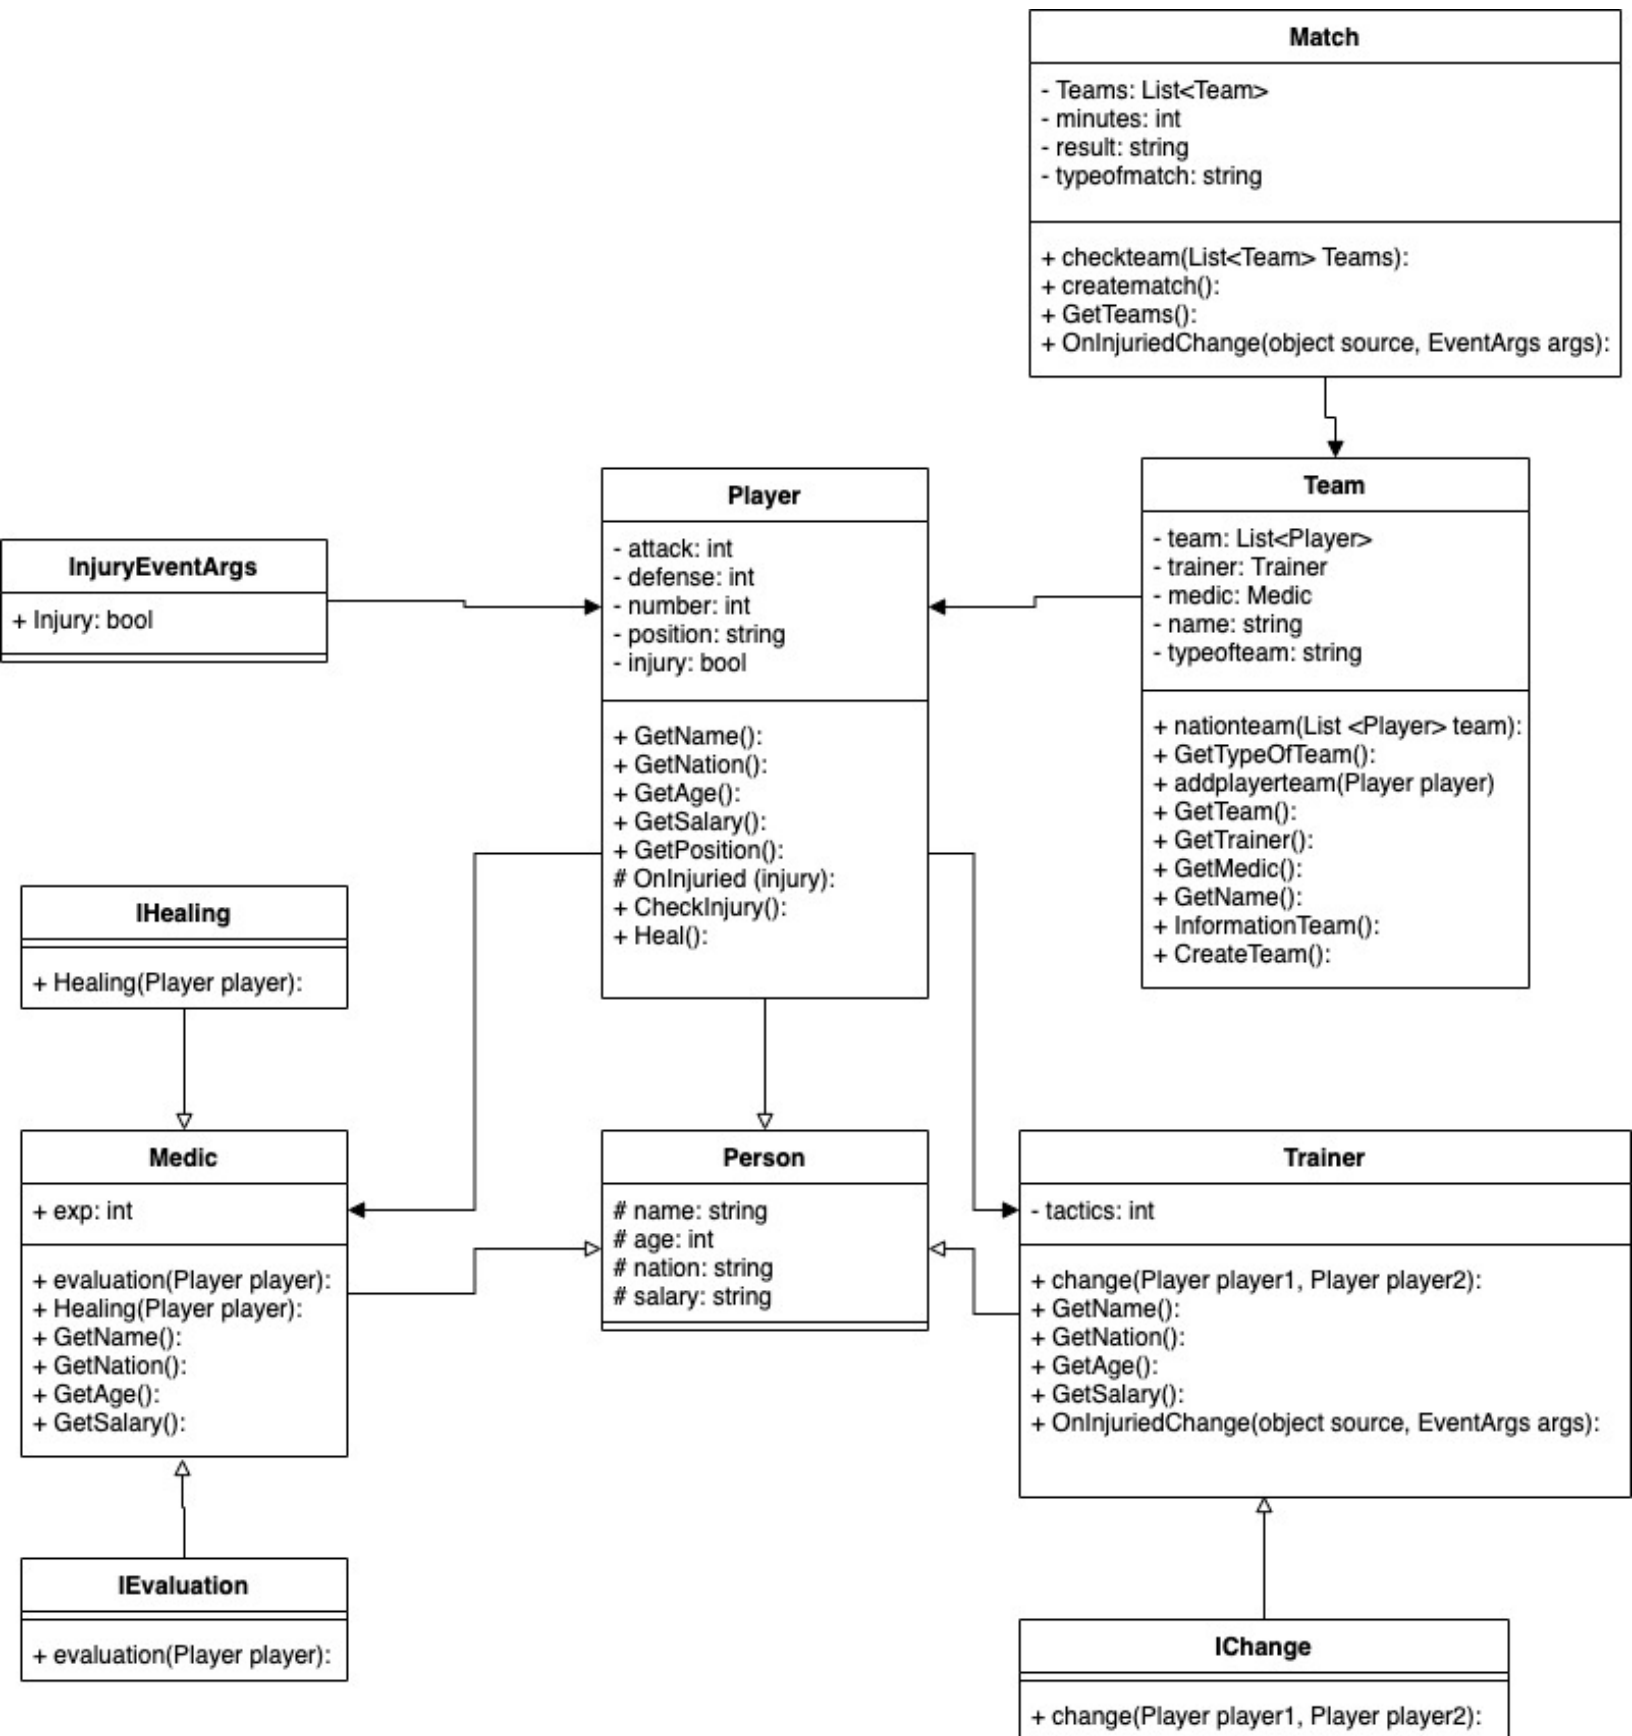 Match
- Teams: List<Team>
- minutes: int
- result: string
- typeofmatch: string
+ checkteam(List<Team> Teams):
+ creatematch():
+ GetTeams():
+ OnInjuriedChange(object source, EventArgs args):
Player
- attack: int
- defense: int
- number: int
- position: string
- injury: bool
+ GetName():
+ GetNation():
+ GetAge():
+ GetSalary():
+ GetPosition():
# OnInjuried (injury):
+ CheckInjury():
+ Heal():
Team
- team: List<Player>
- trainer: Trainer
- medic: Medic
- name: string
- typeofteam: string
+ nationteam(List <Player> team):
+ GetTypeOfTeam():
+ addplayerteam(Player player)
+ GetTeam():
+ GetTrainer():
+ GetMedic():
+ GetName():
+ InformationTeam():
+ CreateTeam():
InjuryEventArgs
+ Injury: bool
IHealing
+ Healing(Player player):
Medic
+ exp: int
+ evaluation(Player player):
+ Healing(Player player):
+ GetName():
+ GetNation():
+ GetAge():
+ GetSalary():
Person
# name: string
# age: int
# nation: string
# salary: string
Trainer
- tactics: int
+ change(Player player1, Player player2):
+ GetName():
+ GetNation():
+ GetAge():
+ GetSalary():
+ OnInjuriedChange(object source, EventArgs args):
IEvaluation
+ evaluation(Player player):
IChange
+ change(Player player1, Player player2):